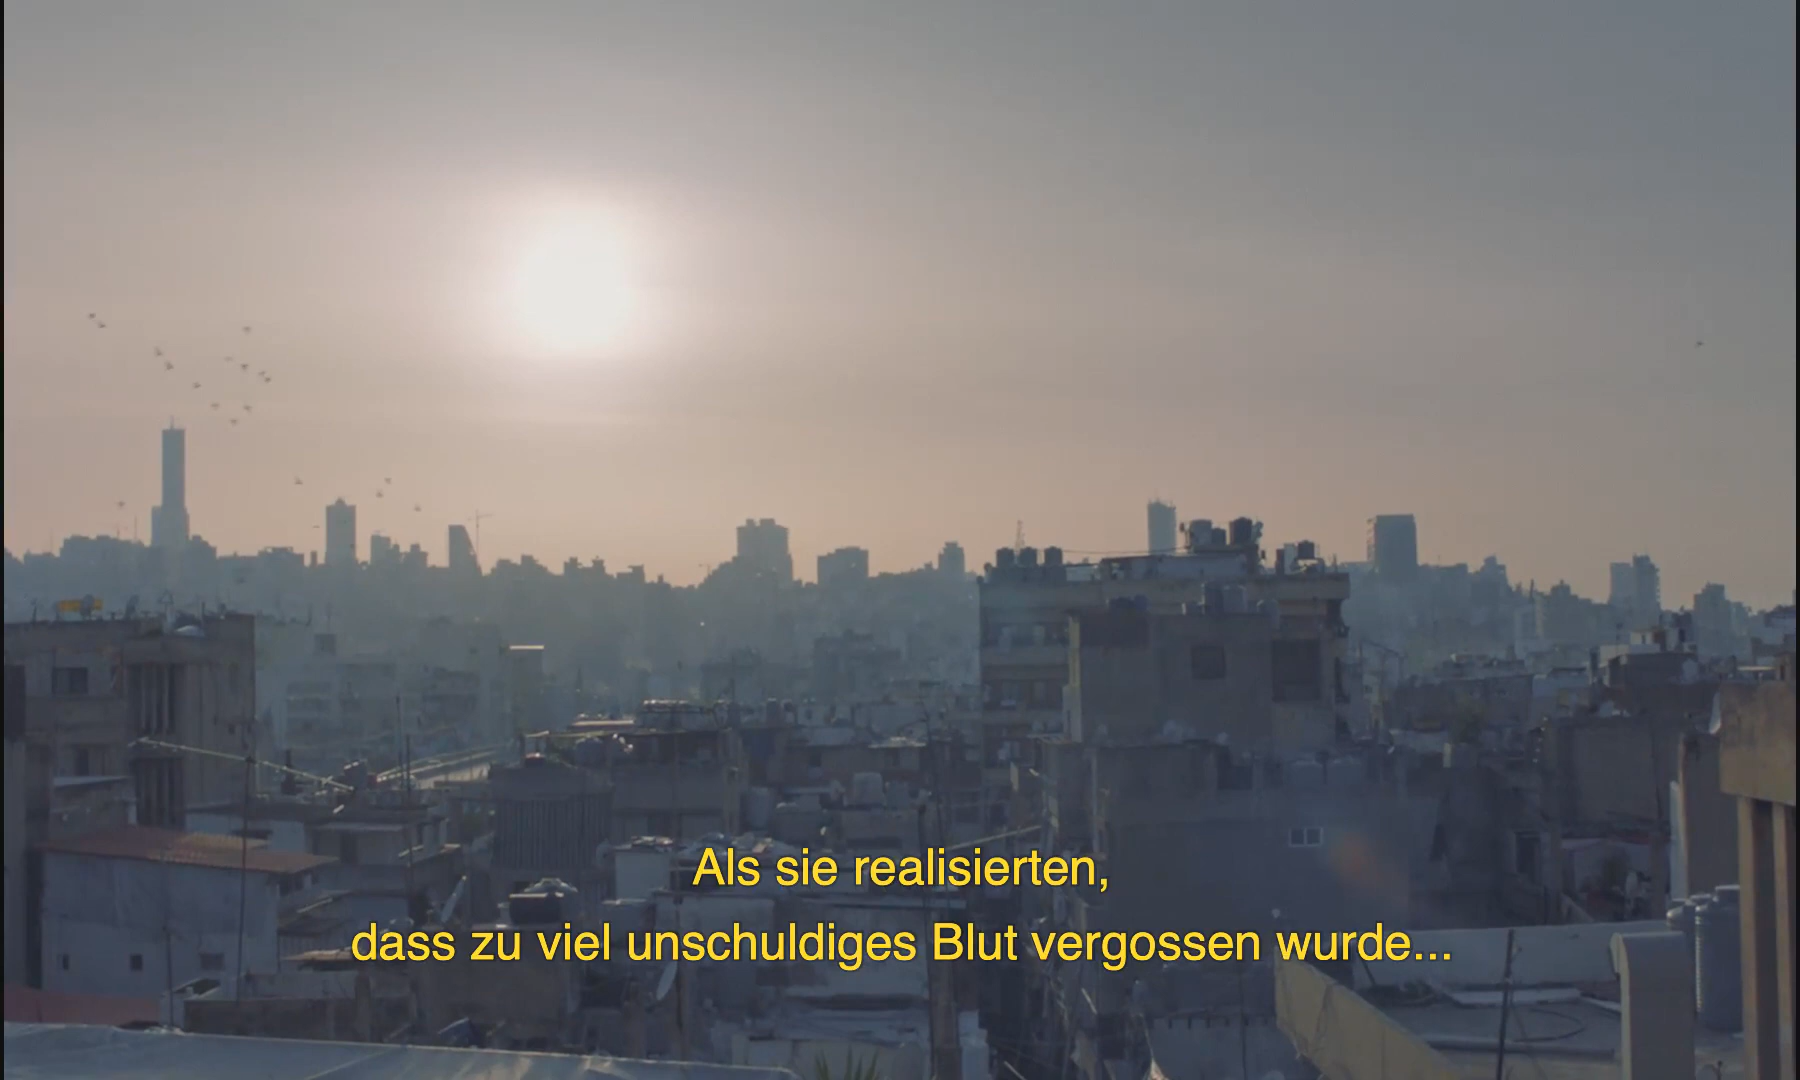 Als sie realisierten,
dass zu viel unschuldiges Blut vergossen wurde...